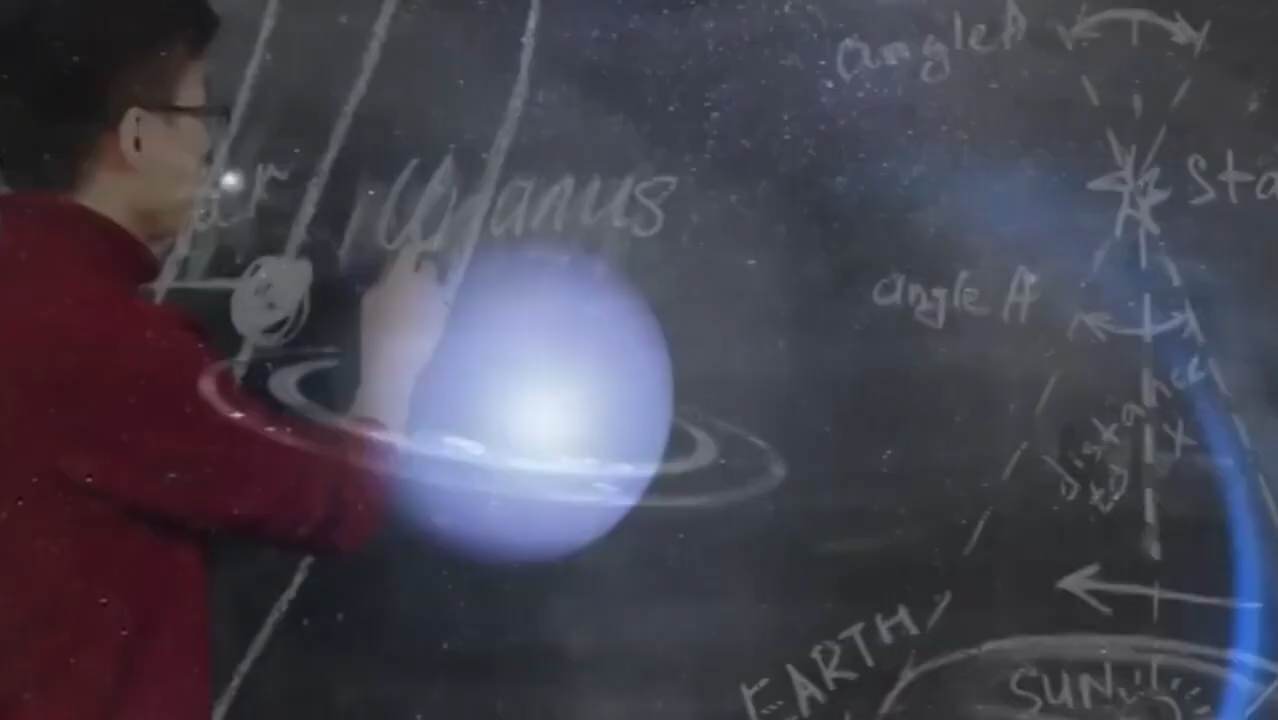 angle A
Uranus
Sta
angle A
distance
to X
EARTH
SUN